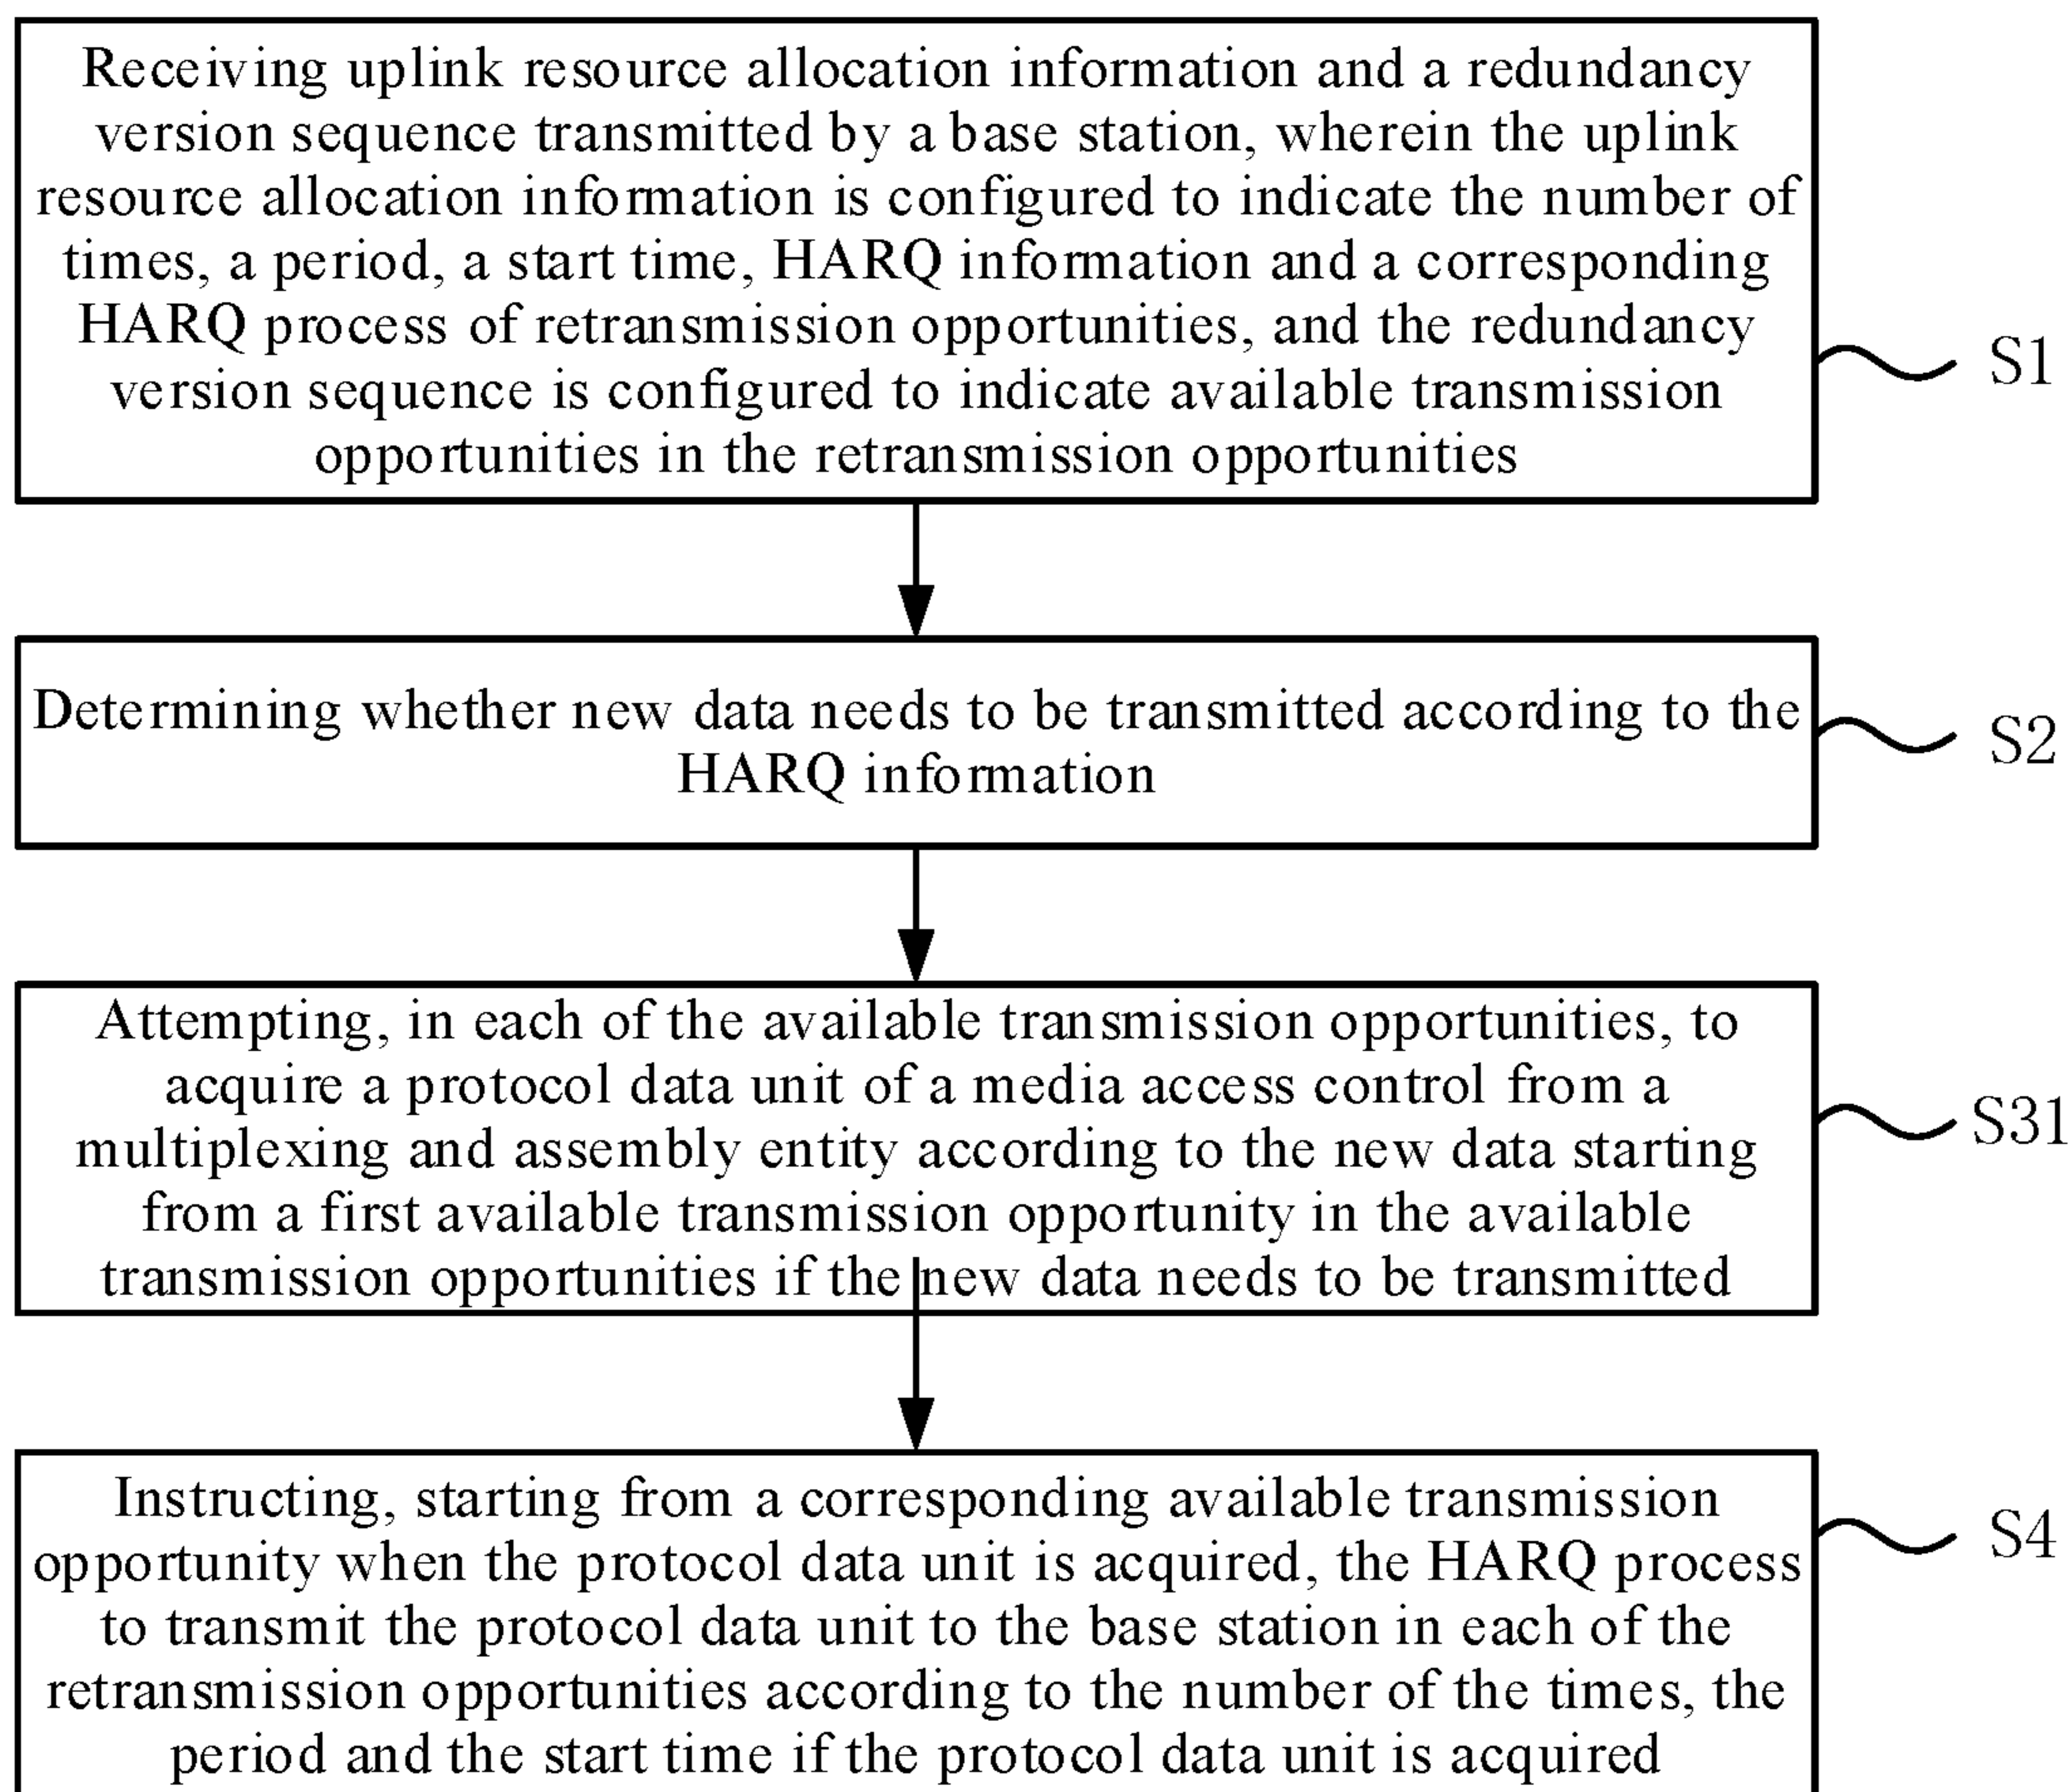 Receiving uplink resource allocation information and a redundancy
version sequence transmitted by a base station, wherein the uplink
resource allocation information is configured to indicate the number of
times, a period, a start time, HARQ information and a corresponding
HARQ process of retransmission opportunities, and the redundancy
version sequence is configured to indicate available transmission
opportunities in the retransmission opportunities
S1
Determining whether new data needs to be transmitted according to the
HARQ information
S2
Attempting, in each of the available transmission opportunities, to
acquire a protocol data unit of a media access control from a
multiplexing and assembly entity according to the new data starting
from a first available transmission opportunity in the available
transmission opportunities if the new data needs to be transmitted
S31
Instructing, starting from a corresponding available transmission
opportunity when the protocol data unit is acquired, the HARQ process
to transmit the protocol data unit to the base station in each of the
retransmission opportunities according to the number of the times, the
period and the start time if the protocol data unit is acquired
S4